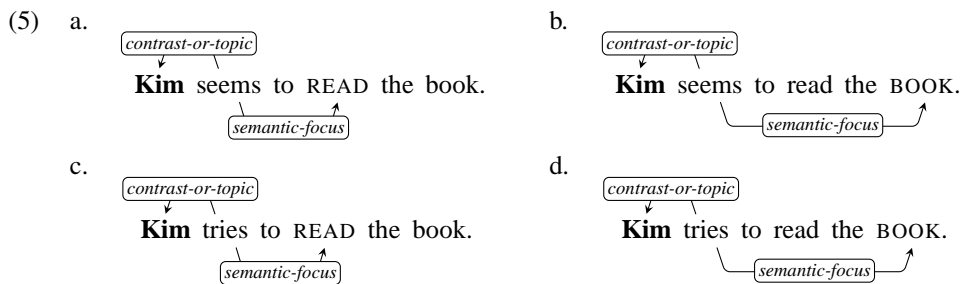 (5) a. b.
contrast-or-topic contrast-or-topic
Kim seems to READ the book. Kim seems to read the BOOK.
semantic-focus semantic-focus
c. d.
contrast-or-topic contrast-or-topic
Kim tries to READ the book. Kim tries to read the BOOK.
semantic-focus semantic-focus